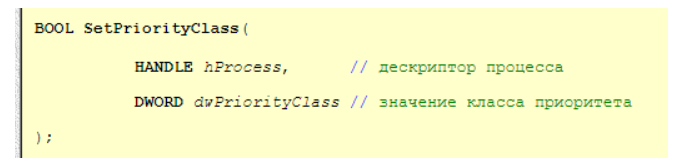 BOOL SetPriorityClass(
HANDLE hProcess, // дескриптор процесса
DWORD dwPriorityClass // значение класса приоритета
);